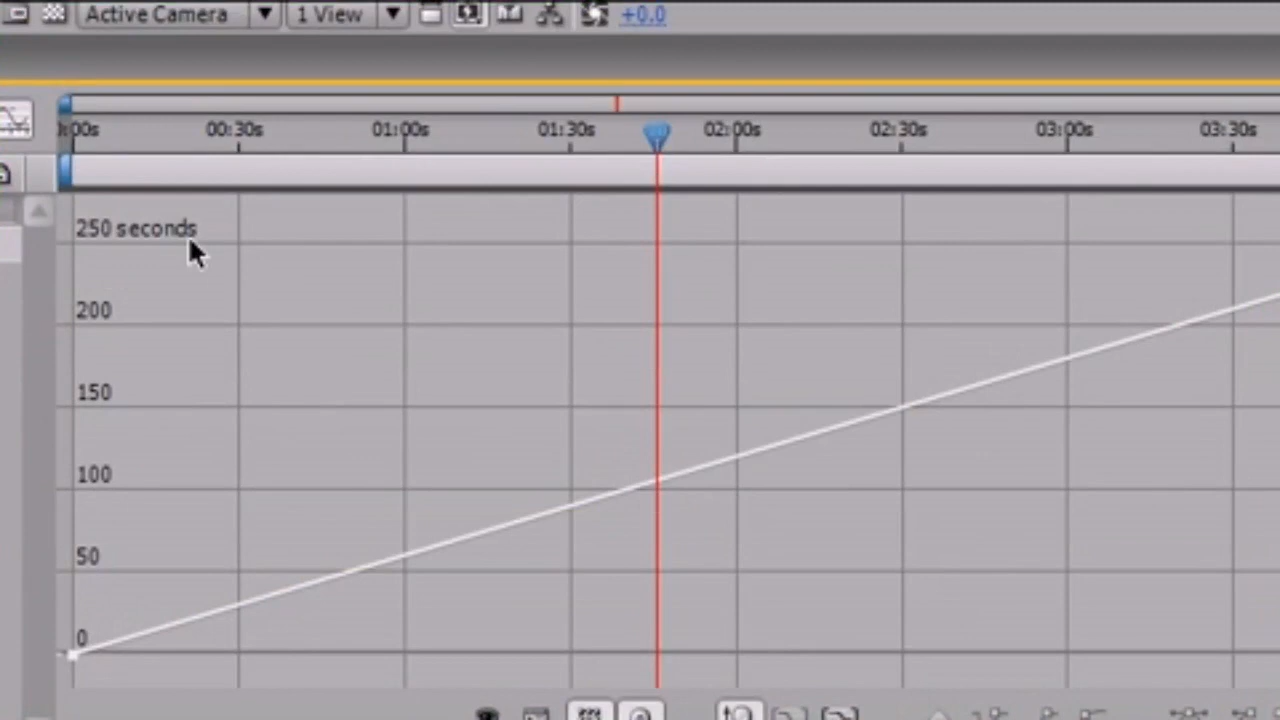 Active Camera 1 View +0.0
:00s 00:30s 01:00s 01:30s 02:00s 02:30s 03:00s 03:30s
250 seconds
200
150
100
50
0